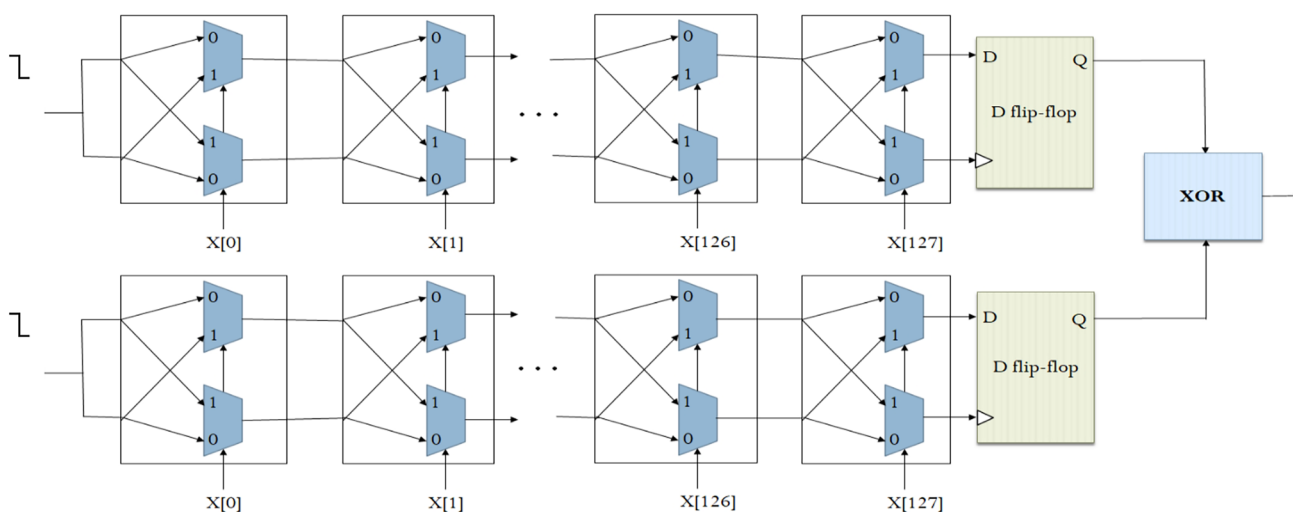 0 0 0 0
D Q
1 1 1 1
D flip-flop
. . .
1 1 1 1
0 0 0 0
XOR
X[0] X[1] X[126] X[127]
0 0 0 0
D Q
1 1 1 1
D flip-flop
. . .
1 1 1 1
0 0 0 0
X[0] X[1] X[126] X[127]